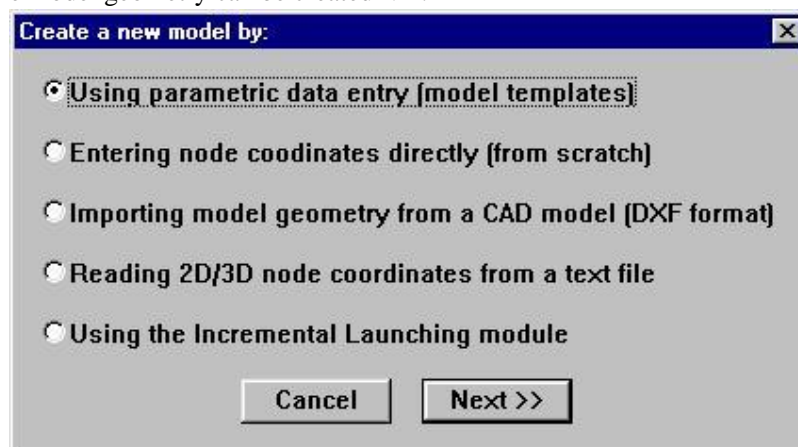 Create a new model by:
Using parametric data entry (model templates)
Entering node coodinates directly (from scratch)
Importing model geometry from a CAD model (DXF format)
Reading 2D/3D node coordinates from a text file
Using the Incremental Launching module
Cancel
Next >>